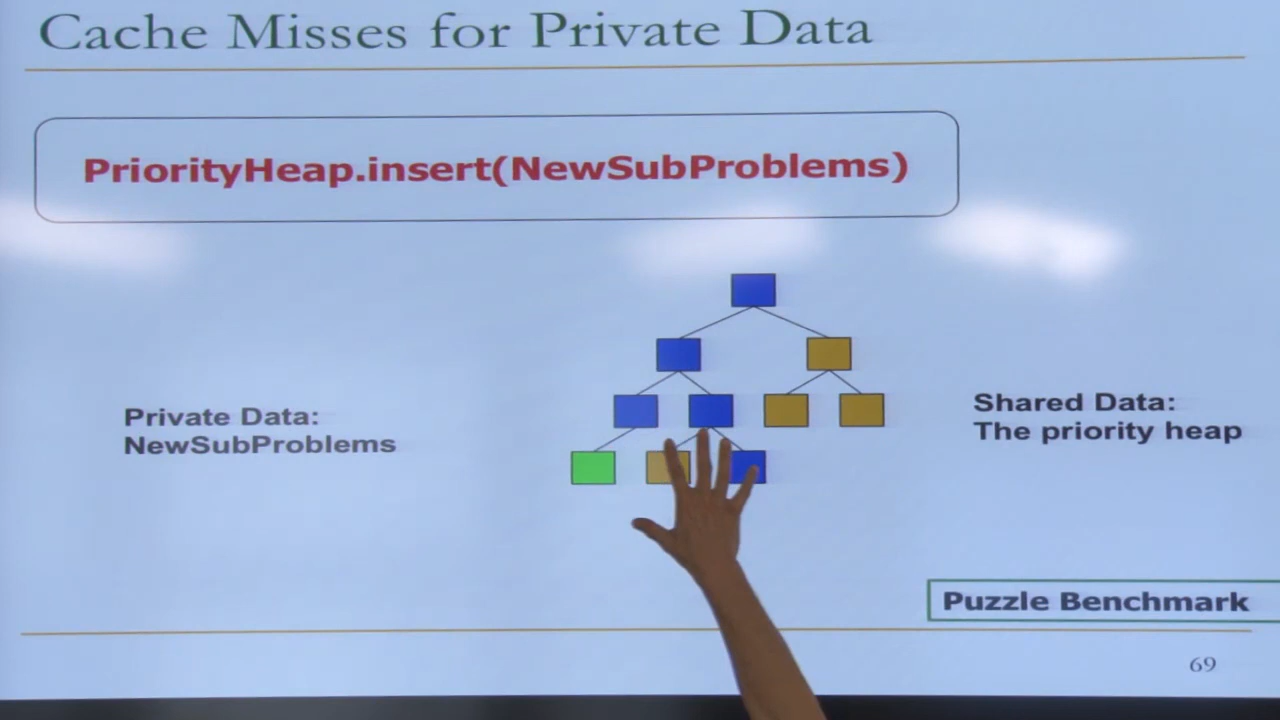 Cache Misses for Private Data
PriorityHeap.insert(NewSubProblems)
Private Data:
NewSubProblems
Shared Data:
The priority heap
Puzzle Benchmark
69